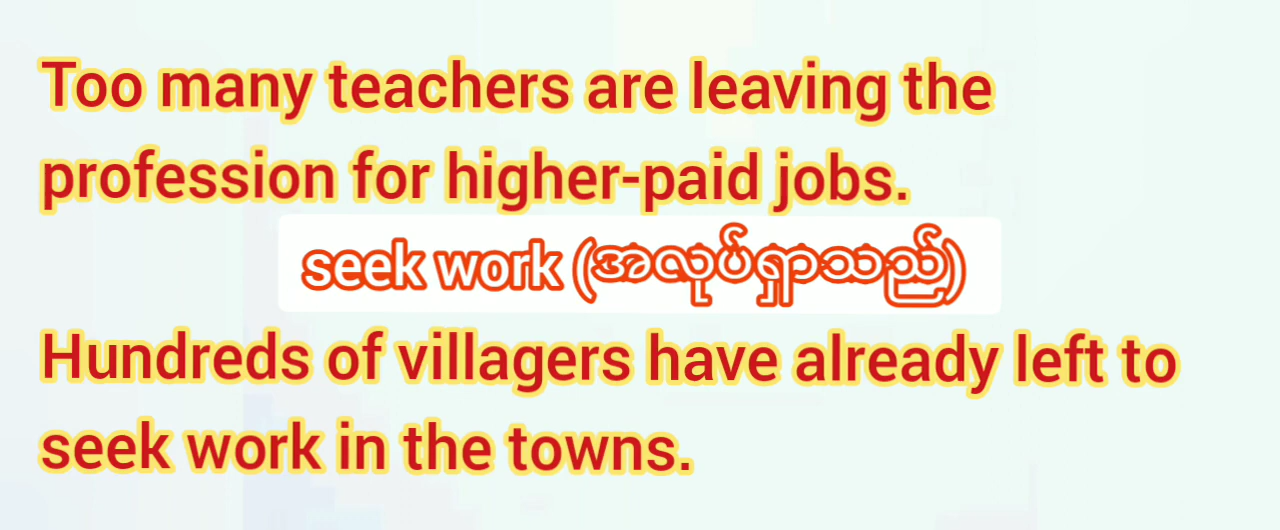 Too many teachers are leaving the
profession for higher-paid jobs.
seek work (အလုပ်ရှာသည်)
Hundreds of villagers have already left to
seek work in the towns.